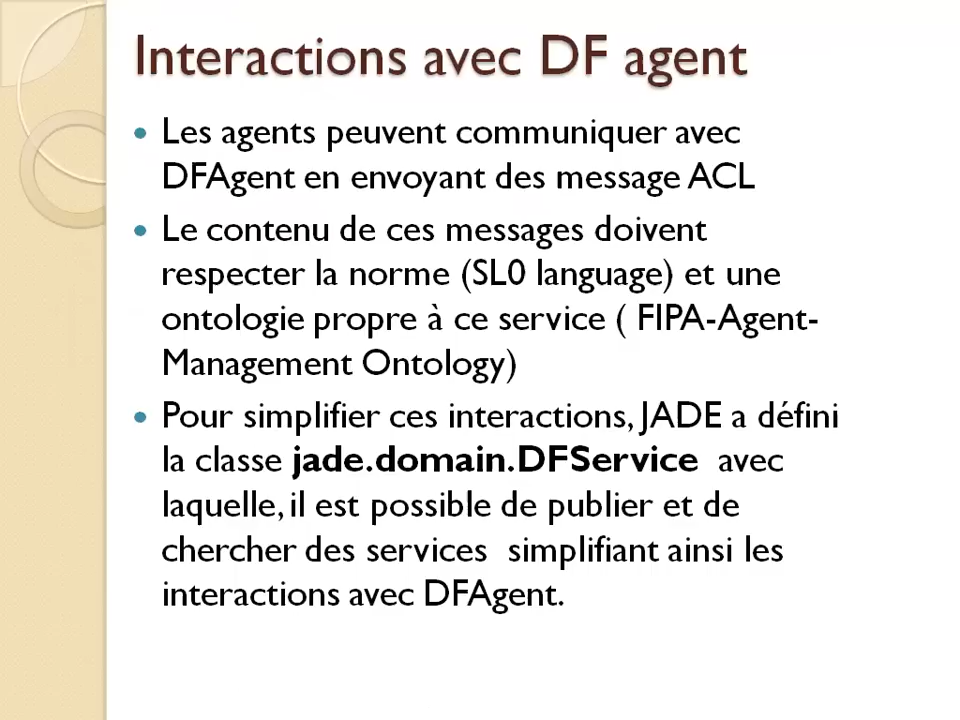 Interactions avec DF agent
• Les agents peuvent communiquer avec
DFAgent en envoyant des message ACL
• Le contenu de ces messages doivent
respecter la norme (SL0 language) et une
ontologie propre à ce service ( FIPA-Agent-
Management Ontology)
• Pour simplifier ces interactions, JADE a défini
la classe jade.domain.DFService  avec
laquelle, il est possible de publier et de
chercher des services  simplifiant ainsi les
interactions avec DFAgent.